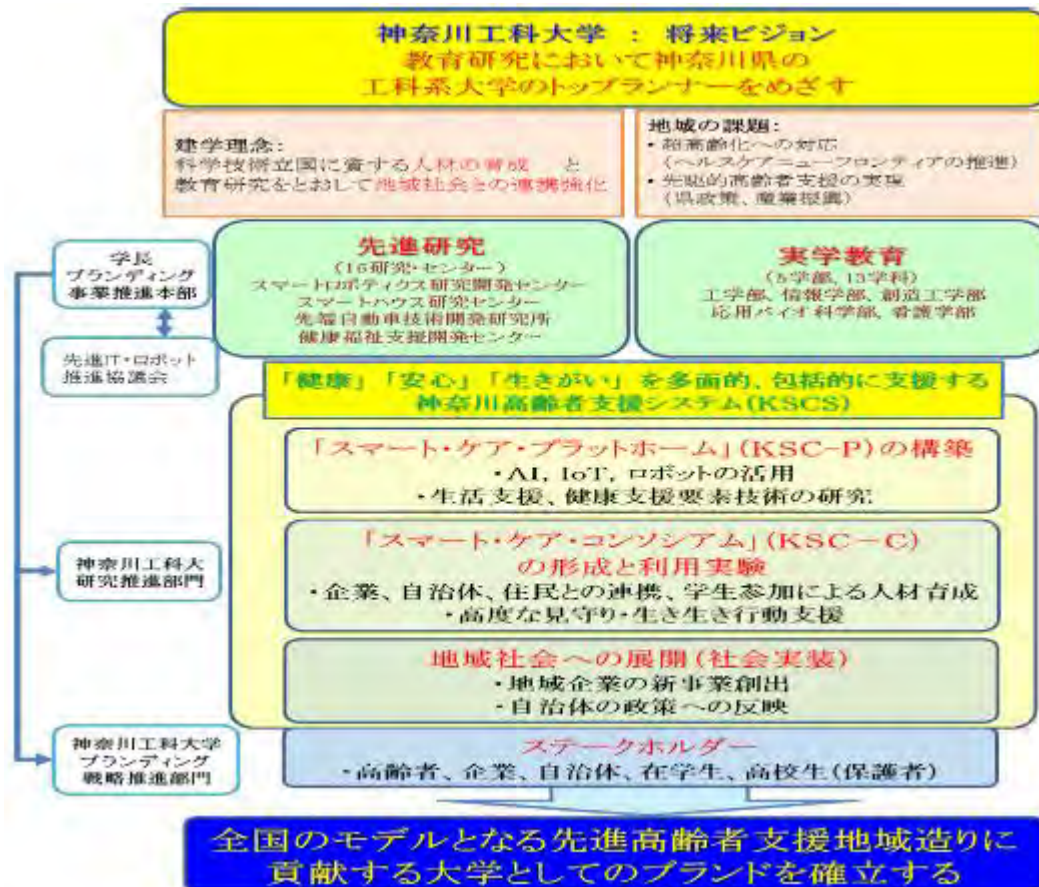 神奈川工科大学 : 将来ビジョン
教育研究において神奈川県の
工科系大学のトップランナーをめざす
建学理念:
科学技術立国に資する人材の育成 と
教育研究をとおして地域社会との連携強化
地域の課題:
・超高齢化への対応
(ヘルスケアニューフロンティアの推進)
・先駆的高齢者支援の実現
(県政策、産業振興)
学長
ブランディング
事業推進本部
先進IT・ロボット
推進協議会
先進研究
(16研究・センター)
スマートロボティクス研究開発センター
スマートハウス研究センター
先端自動車技術開発研究所
健康福祉支援開発センター
実学教育
(5学部、13学科)
工学部、情報学部、創造工学部
応用バイオ科学部、看護学部
「健康」「安心」「生きがい」を多面的、包括的に支援する
神奈川高齢者支援システム(KSCS)
「スマート・ケア・プラットホーム」(KSC-P)の構築
・AI, IoT, ロボットの活用
・生活支援、健康支援要素技術の研究
神奈川工科大
研究推進部門
「スマート・ケア・コンソシアム」(KSC-C)
の形成と利用実験
・企業、自治体、住民との連携、学生参加による人材育成
・高度な見守り・生き生き行動支援
地域社会への展開(社会実装)
・地域企業の新事業創出
・自治体の政策への反映
神奈川工科大学
ブランディング
戦略推進部門
ステークホルダー
・高齢者、企業、自治体、在学生、高校生(保護者)
全国のモデルとなる先進高齢者支援地域造りに
貢献する大学としてのブランドを確立する